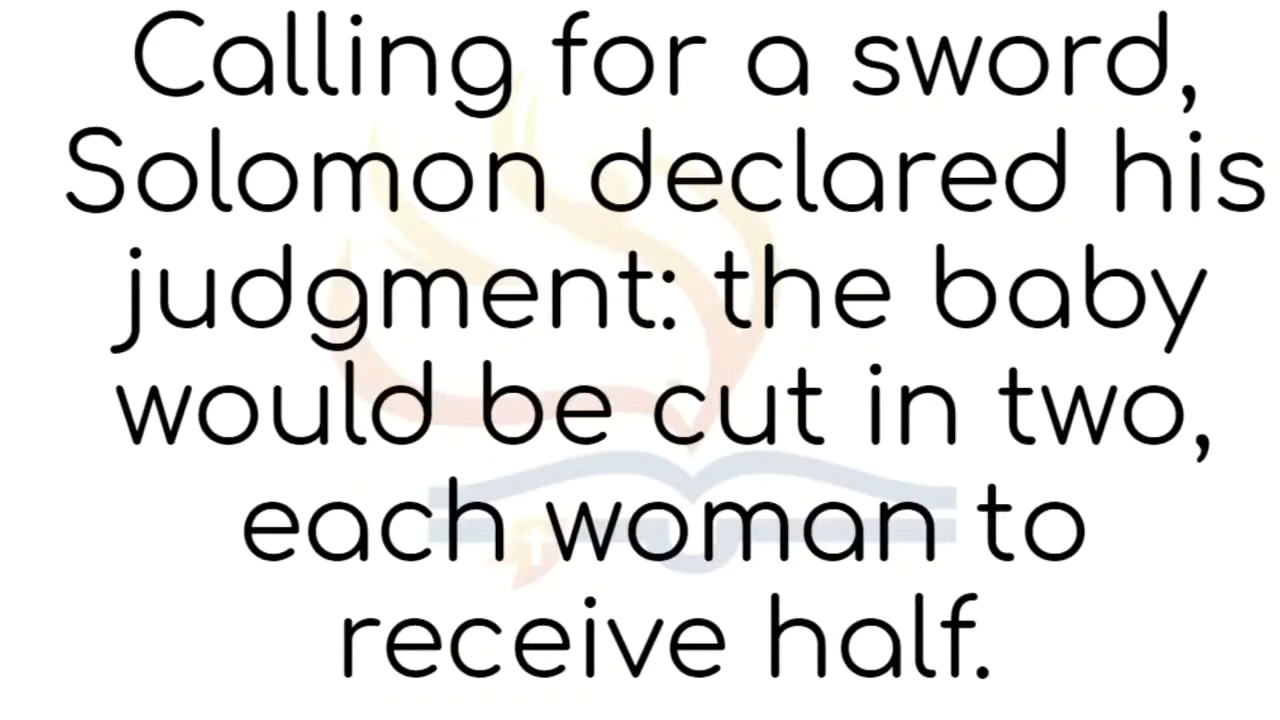 Calling for a sword,
Solomon declared his
judgment: the baby
would be cut in two,
each woman to
receive half.